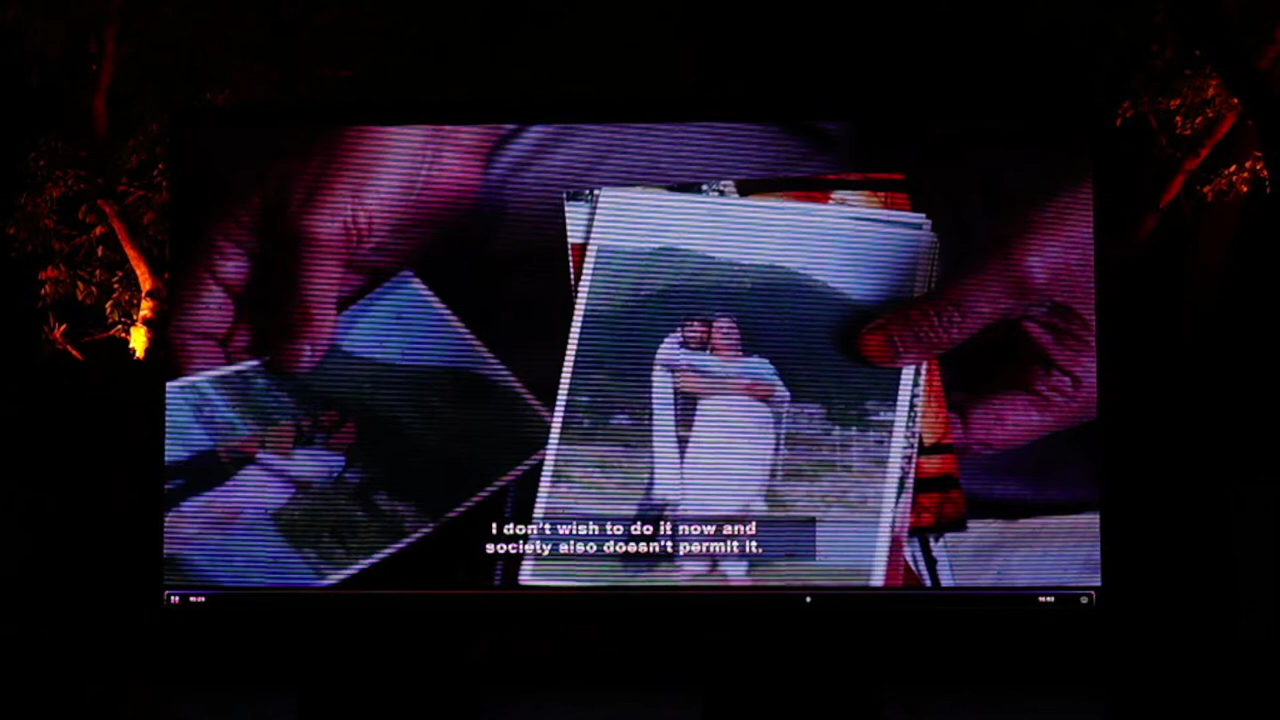 I don't wish to do it now and
society also doesn't permit it.